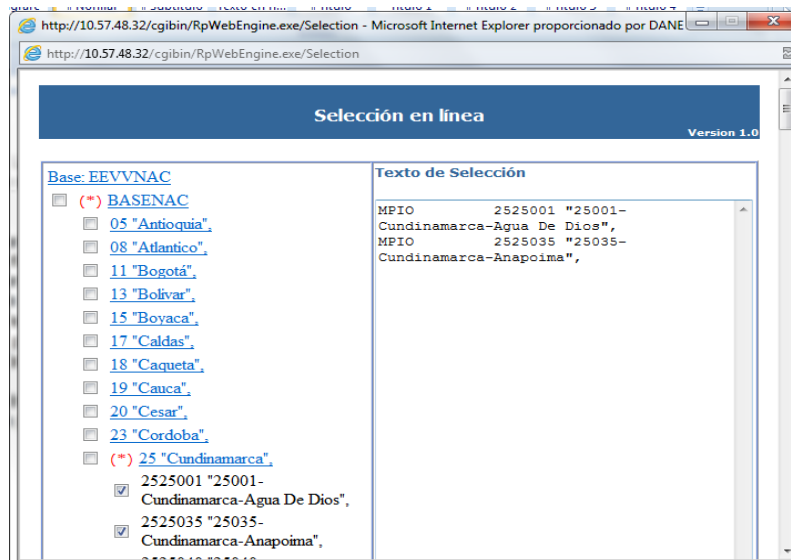 http://10.57.48.32/cgibin/RpWebEngine.exe/Selection - Microsoft Internet Explorer proporcionado por DANE
http://10.57.48.32/cgibin/RpWebEngine.exe/Selection
Selección en línea
Version 1.0
Base: EEVVNAC
(*) BASENAC
05 "Antioquia",
08 "Atlantico",
11 "Bogotá",
13 "Bolivar",
15 "Boyaca",
17 "Caldas",
18 "Caqueta",
19 "Cauca",
20 "Cesar",
23 "Cordoba",
(*) 25 "Cundinamarca",
2525001 "25001-
Cundinamarca-Agua De Dios",
2525035 "25035-
Cundinamarca-Anapoima",
Texto de Selección
MPIO 2525001 "25001-
Cundinamarca-Agua De Dios",
MPIO 2525035 "25035-
Cundinamarca-Anapoima",